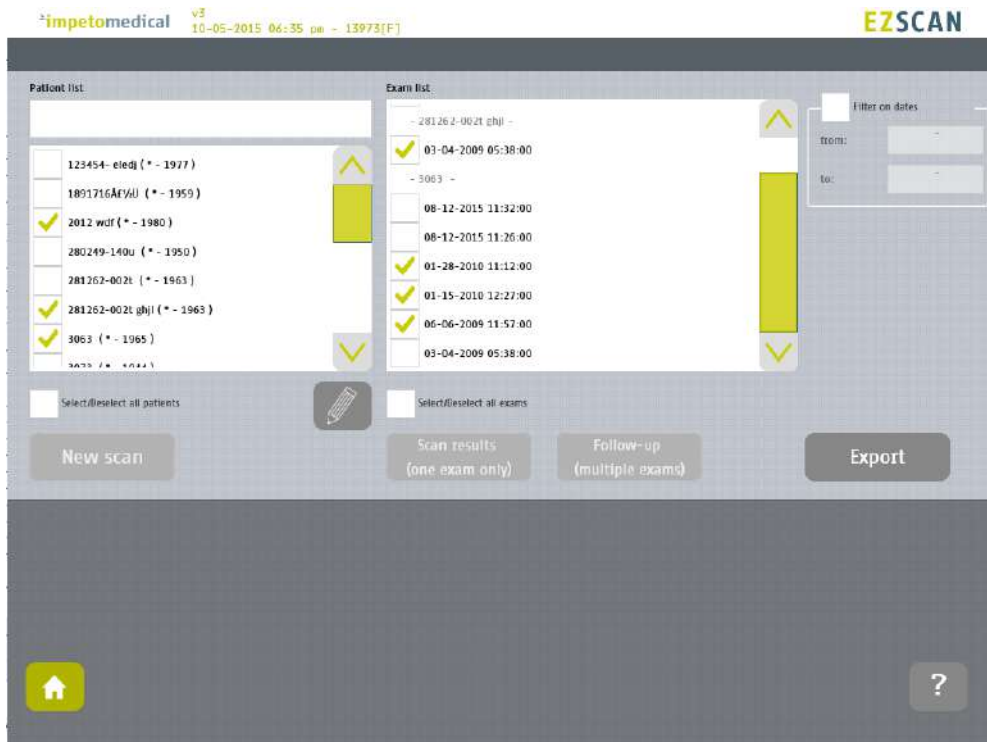 impetomedical
v3
10-05-2015 06:35 pm - 13973[F]
EZSCAN
Patient list
Exam list
123454- eledj ( * - 1977 )
1891716Å£½Ü ( * - 1959 )
2012 wdf ( * - 1980 )
280249-140u ( * - 1950 )
281262-002t ( * - 1963 )
281262-002t ghjl ( * - 1963 )
3063 ( * - 1965 )
Select/Deselect all patients
New scan
- 281262-002t ghjl -
03-04-2009 05:38:00
- 3063 -
08-12-2015 11:32:00
08-12-2015 11:26:00
01-28-2010 11:12:00
01-15-2010 12:27:00
06-06-2009 11:57:00
03-04-2009 05:38:00
Select/Deselect all exams
Scan results
(one exam only)
Follow-up
(multiple exams)
Filter on dates
from:
-
to:
-
Export
?